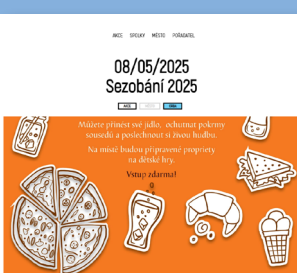 AKCE SPOLKY MĚSTO POŘADATEL
08/05/2025
Sezobání 2025
AKCE
Můžete přinést své jídlo, ochutnat pokrmy
sousedů a poslechnout si živou hudbu.
Na místě budou připravené propriety
na dětské hry.
Vstup zdarma!